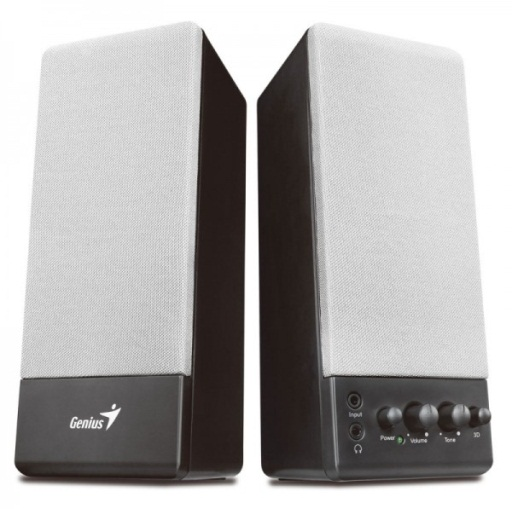 Genius
Input
Power
Volume
Tone
3D